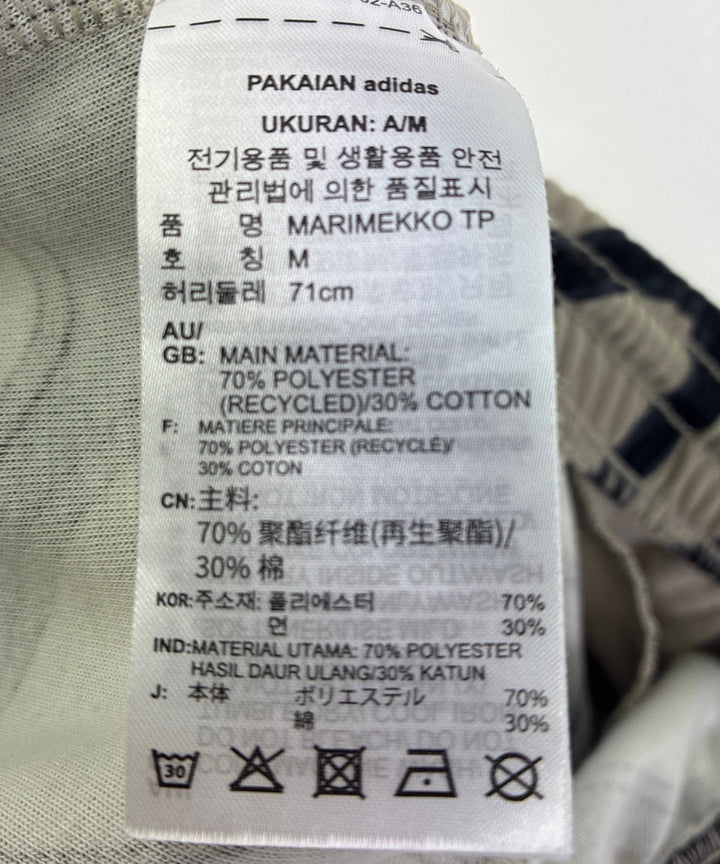 PAKAIAN adidas
UKURAN: A/M
전기용품 및 생활용품 안전
관리법에 의한 품질표시
품 명 MARIMEKKO TP
호 칭 M
허리둘레 71cm
AU/
GB: MAIN MATERIAL:
70% POLYESTER
(RECYCLED)/30% COTTON
F: MATIERE PRINCIPALE:
70% POLYESTER (RECYCLÉ)/
30% COTON
CN:主料:
70% 聚酯纤维(再生聚酯)/
30% 棉
KOR:주소재: 폴리에스터 70%
면 30%
IND:MATERIAL UTAMA: 70% POLYESTER
HASIL DAUR ULANG/30% KATUN
J: 本体 ポリエステル 70%
綿 30%
30